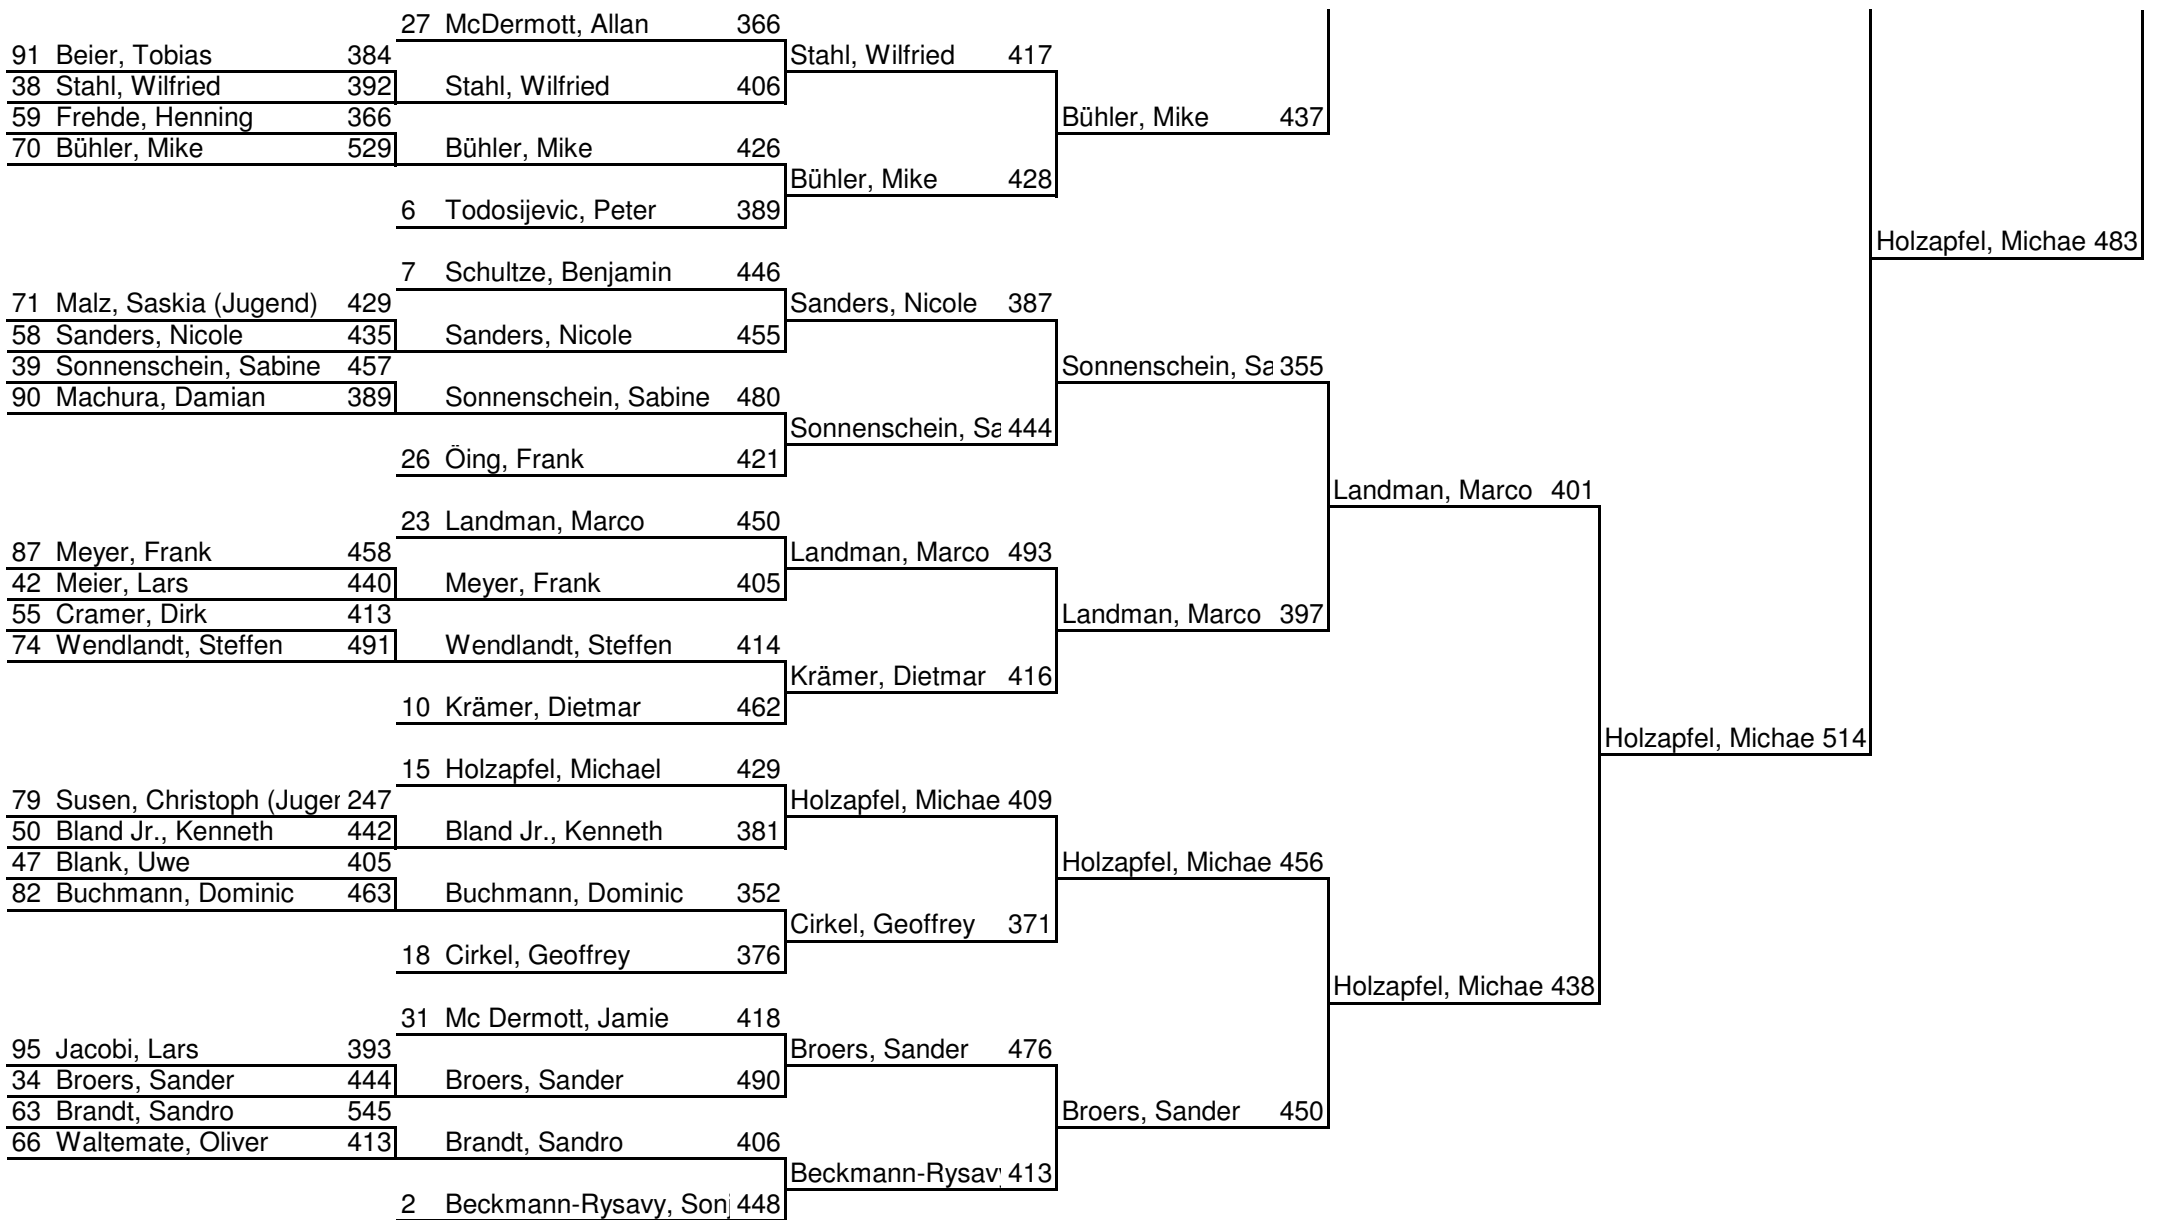 27 McDermott, Allan 366
91 Beier, Tobias 384 Stahl, Wilfried 417
38 Stahl, Wilfried 392 Stahl, Wilfried 406
59 Frehde, Henning 366 Bühler, Mike 437
70 Bühler, Mike 529 Bühler, Mike 426
Bühler, Mike 428
6 Todosijevic, Peter 389
Holzapfel, Michae 483
7 Schultze, Benjamin 446
71 Malz, Saskia (Jugend) 429 Sanders, Nicole 387
58 Sanders, Nicole 435 Sanders, Nicole 455
39 Sonnenschein, Sabine 457 Sonnenschein, Sa 355
90 Machura, Damian 389 Sonnenschein, Sabine 480
Sonnenschein, Sa 444
26 Öing, Frank 421
Landman, Marco 401
23 Landman, Marco 450
87 Meyer, Frank 458 Landman, Marco 493
42 Meier, Lars 440 Meyer, Frank 405
55 Cramer, Dirk 413 Landman, Marco 397
74 Wendlandt, Steffen 491 Wendlandt, Steffen 414
Krämer, Dietmar 416
10 Krämer, Dietmar 462
Holzapfel, Michae 514
15 Holzapfel, Michael 429
79 Susen, Christoph (Juger 247 Holzapfel, Michae 409
50 Bland Jr., Kenneth 442 Bland Jr., Kenneth 381
47 Blank, Uwe 405 Holzapfel, Michae 456
82 Buchmann, Dominic 463 Buchmann, Dominic 352
Cirkel, Geoffrey 371
18 Cirkel, Geoffrey 376
Holzapfel, Michae 438
31 Mc Dermott, Jamie 418
95 Jacobi, Lars 393 Broers, Sander 476
34 Broers, Sander 444 Broers, Sander 490
63 Brandt, Sandro 545 Broers, Sander 450
66 Waltemate, Oliver 413 Brandt, Sandro 406
Beckmann-Rysavy 413
2 Beckmann-Rysavy, Sonj 448